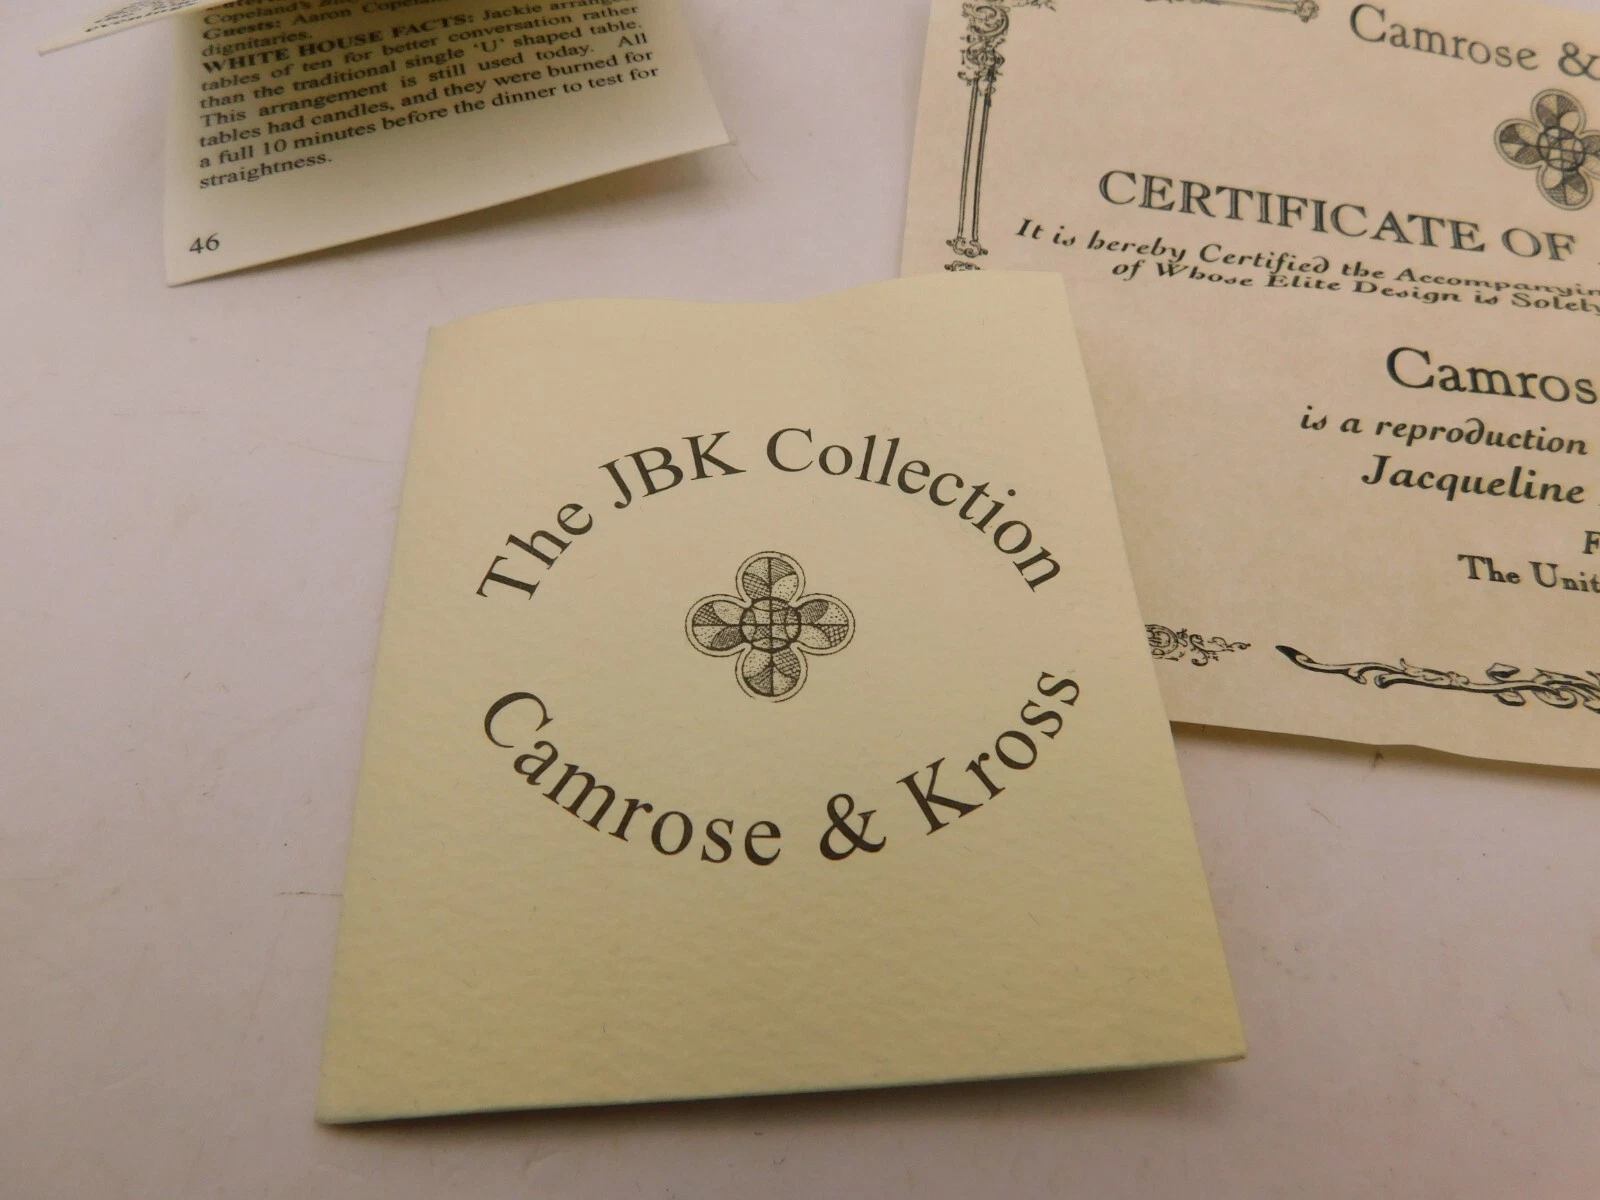 Copeland's
Guests: Aaron Copelan
dignitaries.
WHITE HOUSE FACTS: Jackie arrange
tables of ten for better conversation rather
than the traditional single 'U' shaped table.
This arrangement is still used today. All
tables had candles, and they were burned for
a full 10 minutes before the dinner to test for
straightness.
46
Camrose &
CERTIFICATE OF
It is hereby Certified the Accompanyin
of Whose Elite Design is Solely
Camros
is a reproduction
Jacqueline
F
The Unit
The JBK Collection
Camrose & Kross